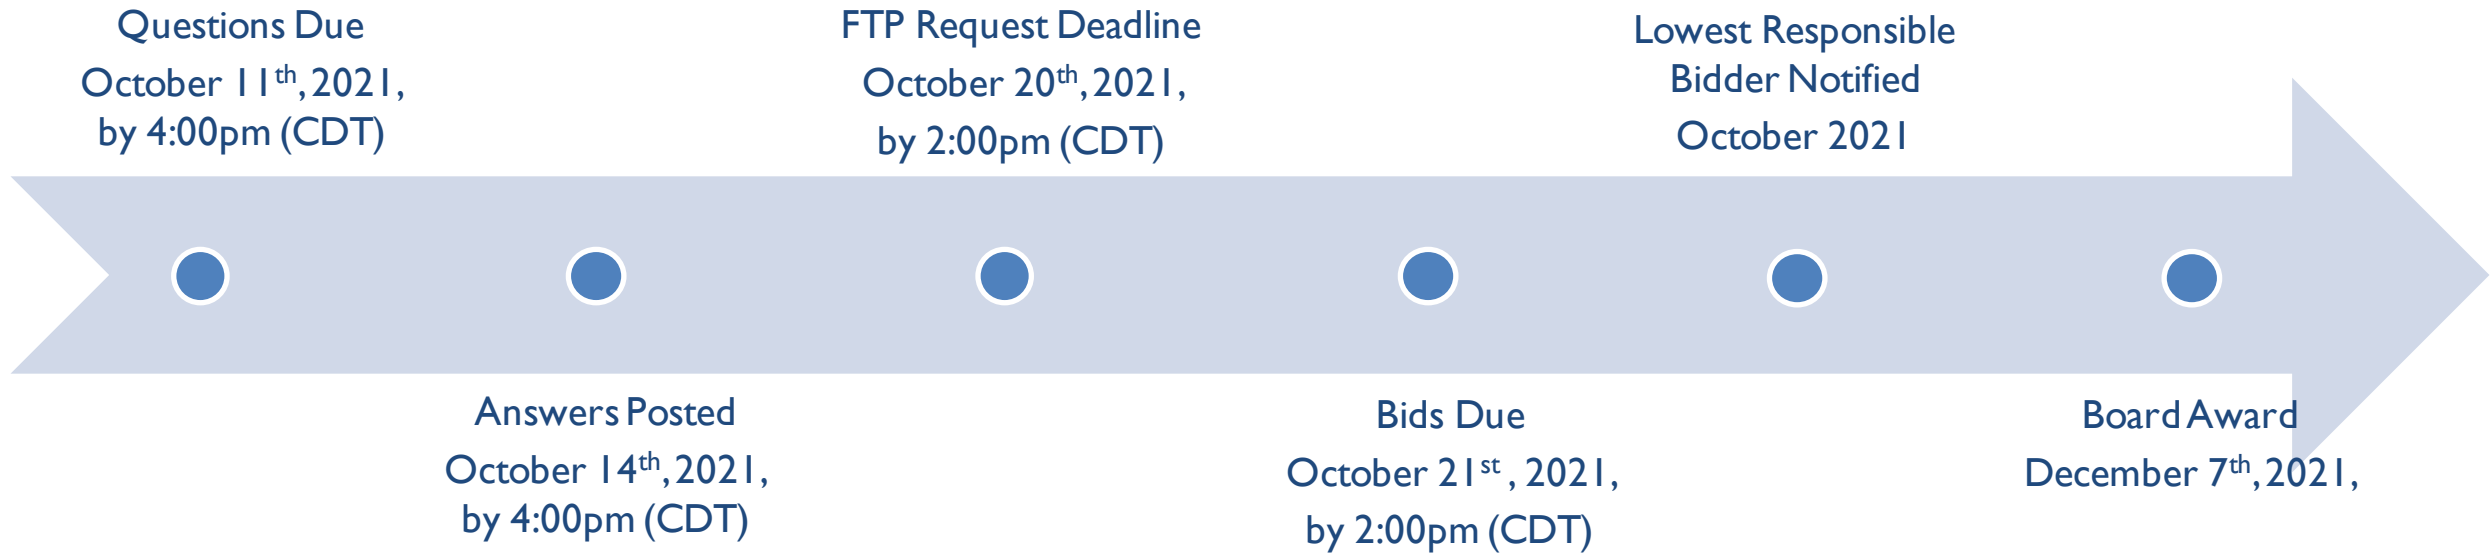 Questions Due
October 11th, 2021,
by 4:00pm (CDT)
Answers Posted
October 14th, 2021,
by 4:00pm (CDT)
FTP Request Deadline
October 20th, 2021,
by 2:00pm (CDT)
Bids Due
October 21st , 2021,
by 2:00pm (CDT)
Lowest Responsible
Bidder Notified
October 2021
Board Award
December 7th, 2021,